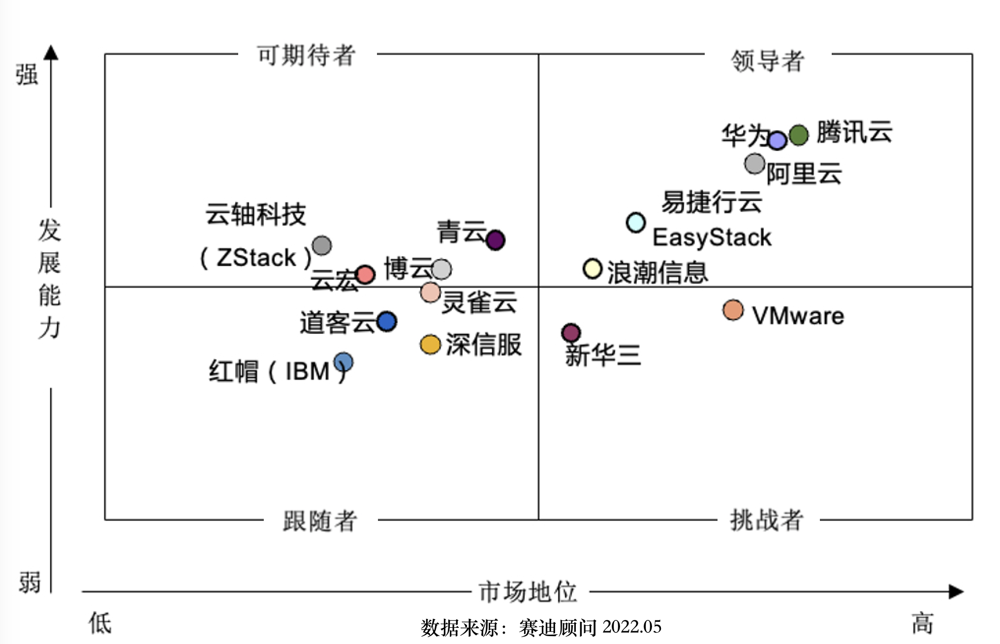 可期待者
领导者
强
华为
腾讯云
阿里云
易捷行云
EasyStack
云轴科技
（ZStack）
青云
博云
云宏
浪潮信息
发展能力
灵雀云
道客云
VMware
深信服
新华三
红帽（IBM）
跟随者
挑战者
弱
市场地位
低
高
数据来源：赛迪顾问 2022.05